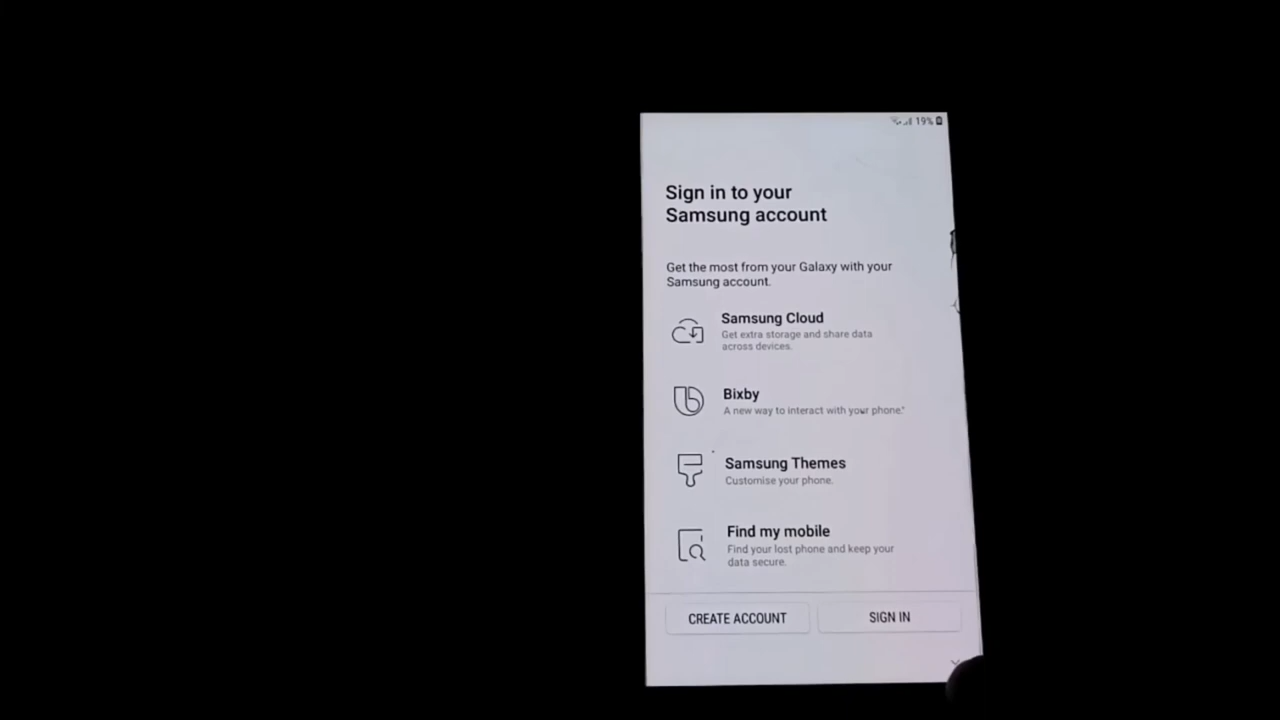 19%
Sign in to your
Samsung account
Get the most from your Galaxy with your
Samsung account.
Samsung Cloud
Get extra storage and share data
across devices.
Bixby
A new way to interact with your phone.*
Samsung Themes
Customise your phone.
Find my mobile
Find your lost phone and keep your
data secure.
CREATE ACCOUNT
SIGN IN